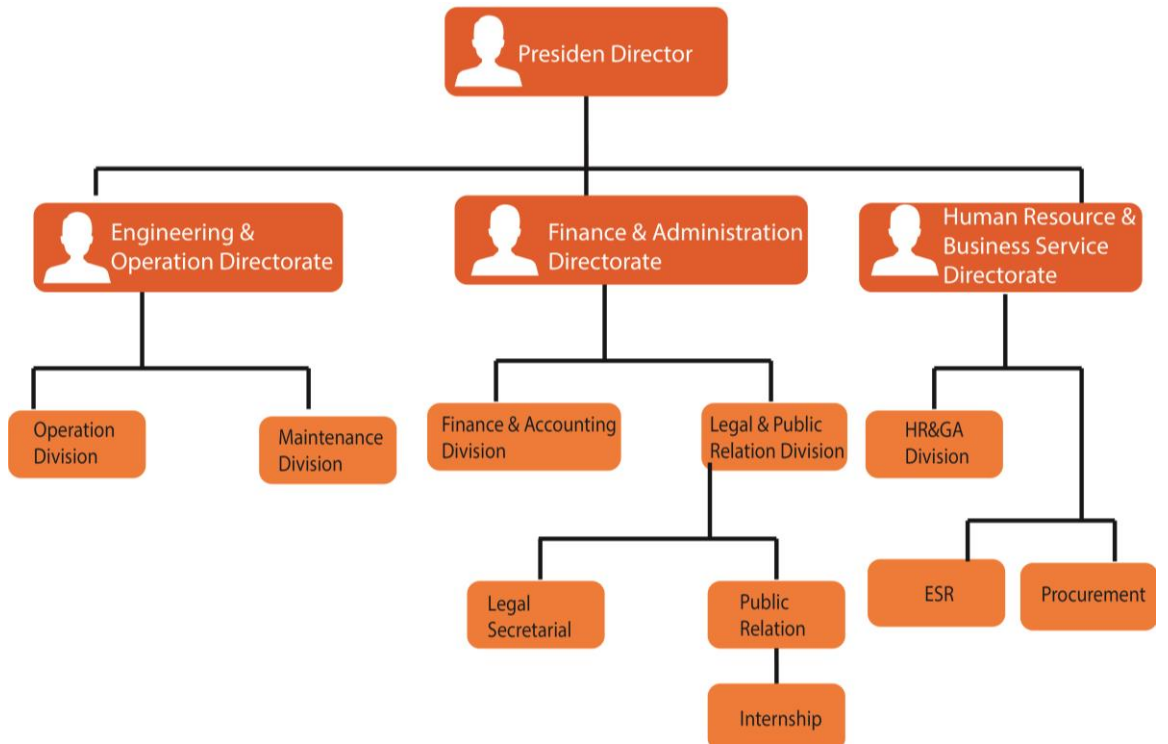 Presiden Director
Engineering &
Operation Directorate
Finance & Administration
Directorate
Human Resource &
Business Service
Directorate
Operation
Division
Maintenance
Division
Finance & Accounting
Division
Legal & Public
Relation Division
HR&GA
Division
Legal
Secretarial
Public
Relation
ESR
Procurement
Internship